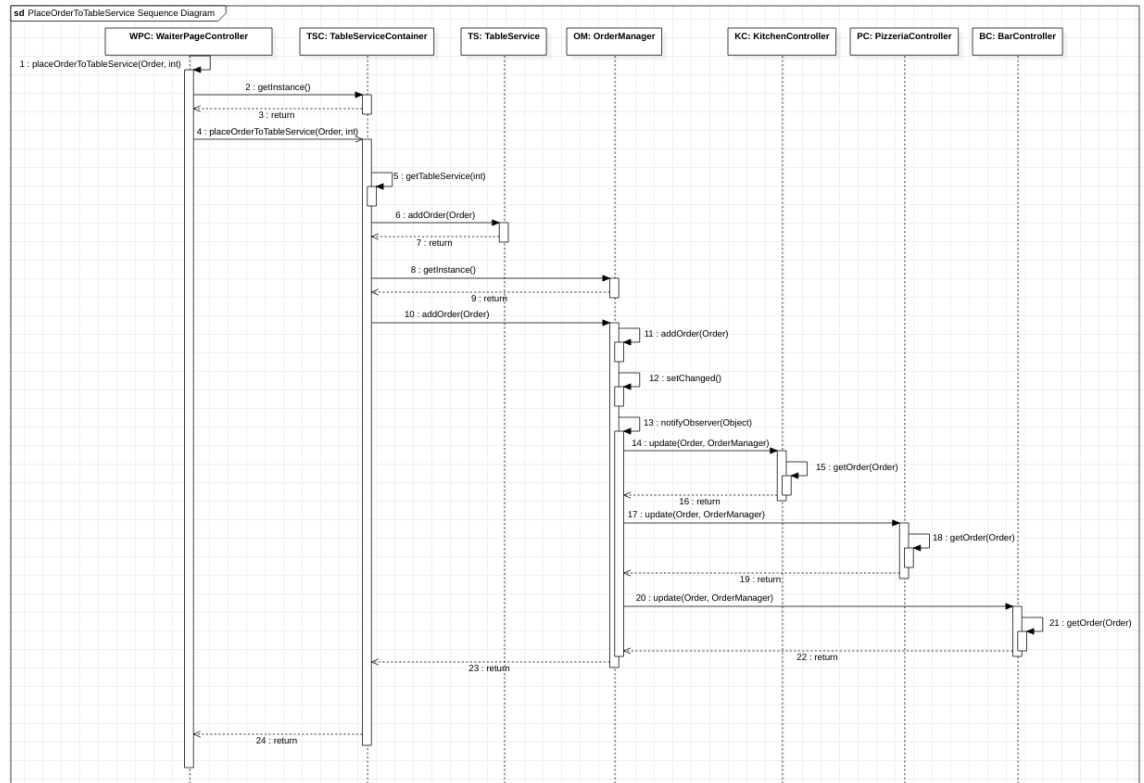 sd PlaceOrderToTableService Sequence Diagram
WPC: WaiterPageController
TSC: TableServiceContainer
TS: TableService
OM: OrderManager
KC: KitchenController
PC: PizzeriaController
BC: BarController
1 : placeOrderToTableService(Order, int)
2 : getInstance()
3 : return
4 : placeOrderToTableService(Order, int)
5 : getTableService(int)
6 : addOrder(Order)
7 : return
8 : getInstance()
9 : return
10 : addOrder(Order)
11 : addOrder(Order)
12 : setChanged()
13 : notifyObserver(Object)
14 : update(Order, OrderManager)
15 : getOrder(Order)
16 : return
17 : update(Order, OrderManager)
18 : getOrder(Order)
19 : return
20 : update(Order, OrderManager)
21 : getOrder(Order)
22 : return
23 : return
24 : return